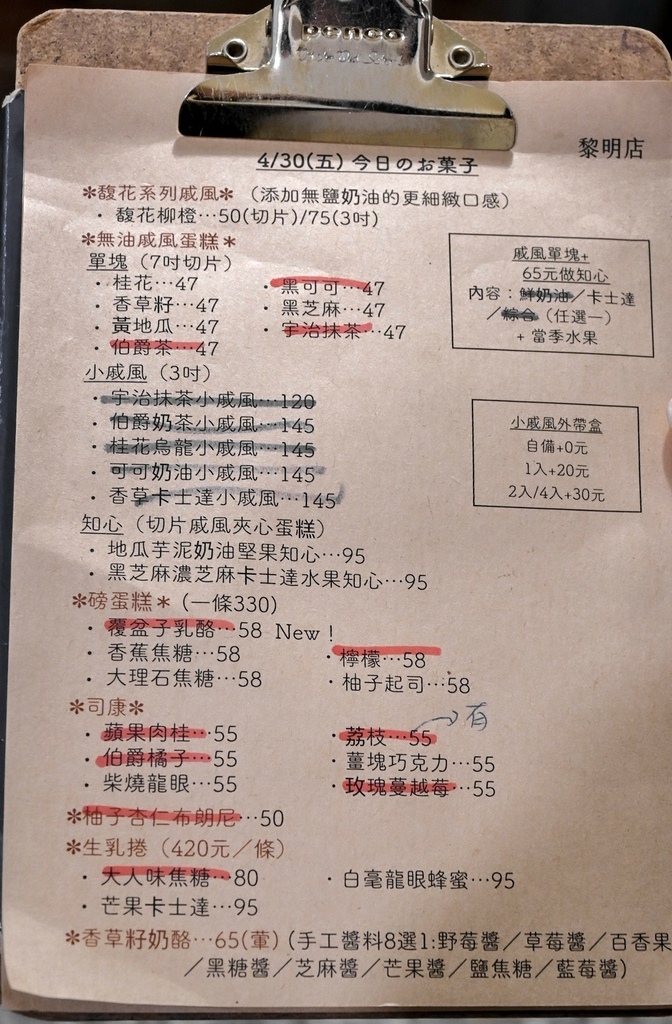 penco
黎明店
4/30(五) 今日のお菓子
＊馥花系列戚風＊（添加無鹽奶油的更細緻口感）
・馥花柳橙…50(切片)/75(3吋)
＊無油戚風蛋糕＊
單塊（7吋切片）
・桂花…47
・黑可可…47
・香草籽…47
・黑芝麻…47
・黃地瓜…47
・宇治抹茶…47
・伯爵茶…47
戚風單塊+
65元做知心
內容：鮮奶油／卡士達
／綜合（任選一）
+ 當季水果
小戚風（3吋）
・宇治抹茶小戚風…120
・伯爵奶茶小戚風…145
・桂花烏龍小戚風…145
・可可奶油小戚風…145
・香草卡士達小戚風…145
小戚風外帶盒
自備+0元
1入+20元
2入/4入+30元
知心（切片戚風夾心蛋糕）
・地瓜芋泥奶油堅果知心…95
・黑芝麻濃芝麻卡士達水果知心…95
＊磅蛋糕＊（一條330）
・覆盆子乳酪…58 New！
・香蕉焦糖…58
・檸檬…58
・大理石焦糖…58
・柚子起司…58
＊司康＊
有
・蘋果肉桂…55
・荔枝…55
・伯爵橘子…55
・薑塊巧克力…55
・柴燒龍眼…55
・玫瑰蔓越莓…55
＊柚子杏仁布朗尼…50
＊生乳捲（420元／條）
・大人味焦糖…80
・白毫龍眼蜂蜜…95
・芒果卡士達…95
＊香草籽奶酪…65(葷)（手工醬料8選1:野莓醬／草莓醬／百香果
／黑糖醬／芝麻醬／芒果醬／鹽焦糖／藍莓醬）